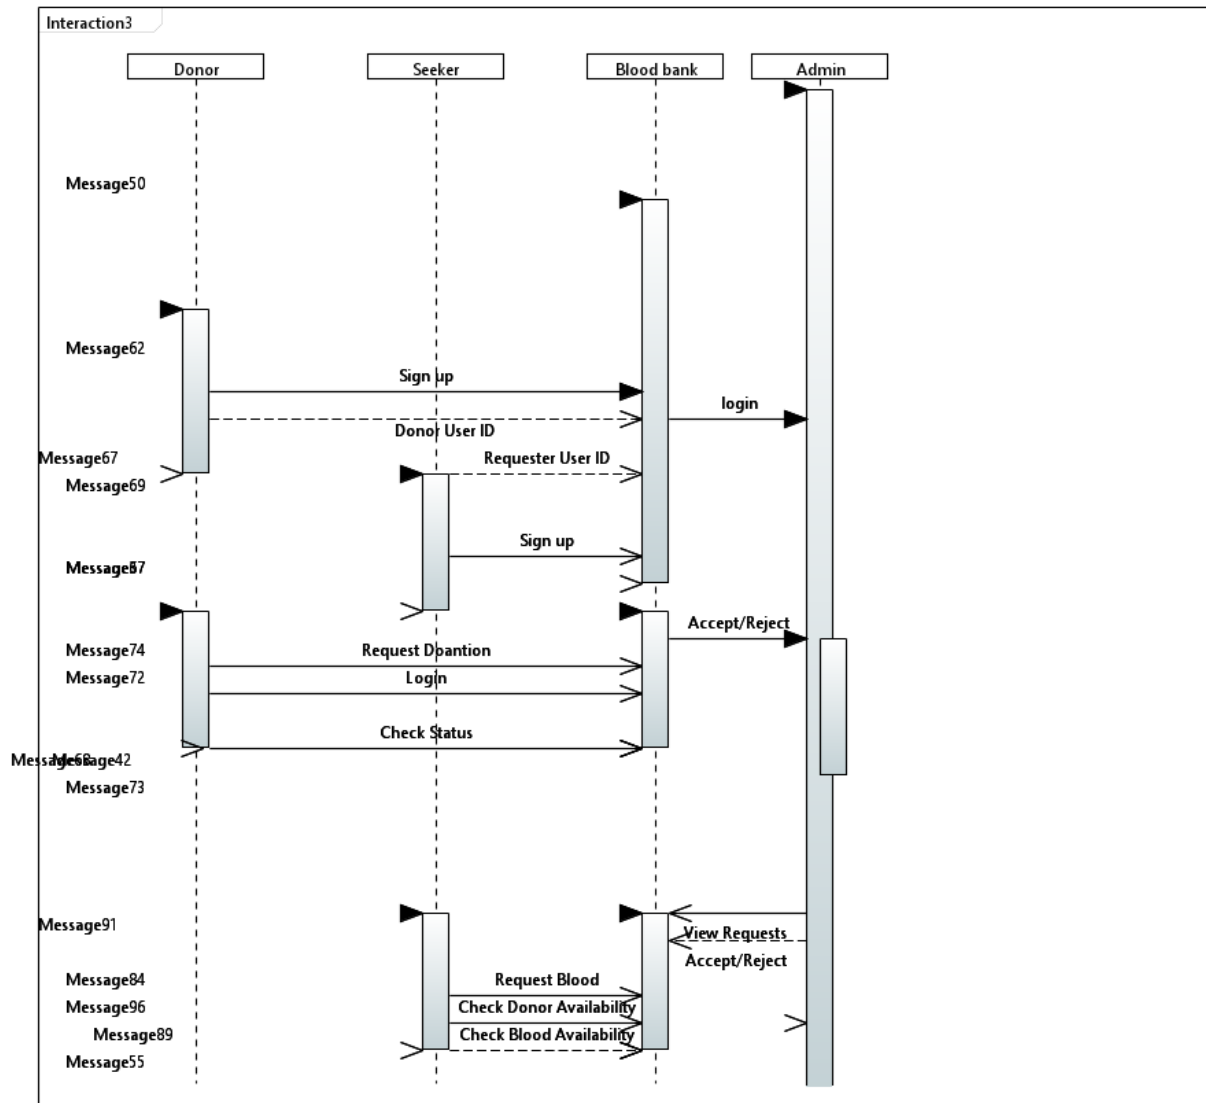 Interaction3
Donor
Seeker
Blood bank
Admin
Message50
Message62
Sign up
login
Donor User ID
Message67
Requester User ID
Message69
Sign up
Accept/Reject
Message74
Request Doantion
Message72
Login
Check Status
Message42
Message73
Message91
View Requests
Accept/Reject
Message84
Request Blood
Message96
Check Donor Availability
Message89
Check Blood Availability
Message55